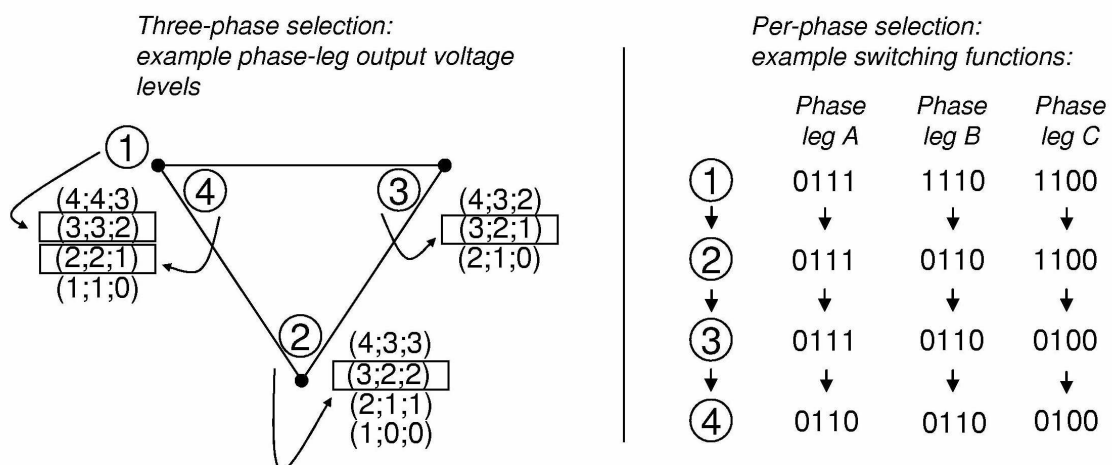 Three-phase selection:
example phase-leg output voltage
levels
1
4
3
(4;4;3)
(3;3;2)
(2;2;1)
(1;1;0)
(4;3;2)
(3;2;1)
(2;1;0)
2
(4;3;3)
(3;2;2)
(2;1;1)
(1;0;0)
Per-phase selection:
example switching functions:
Phase leg A Phase leg B Phase leg C
1 0111 1110 1100
2 0111 0110 1100
3 0111 0110 0100
4 0110 0110 0100